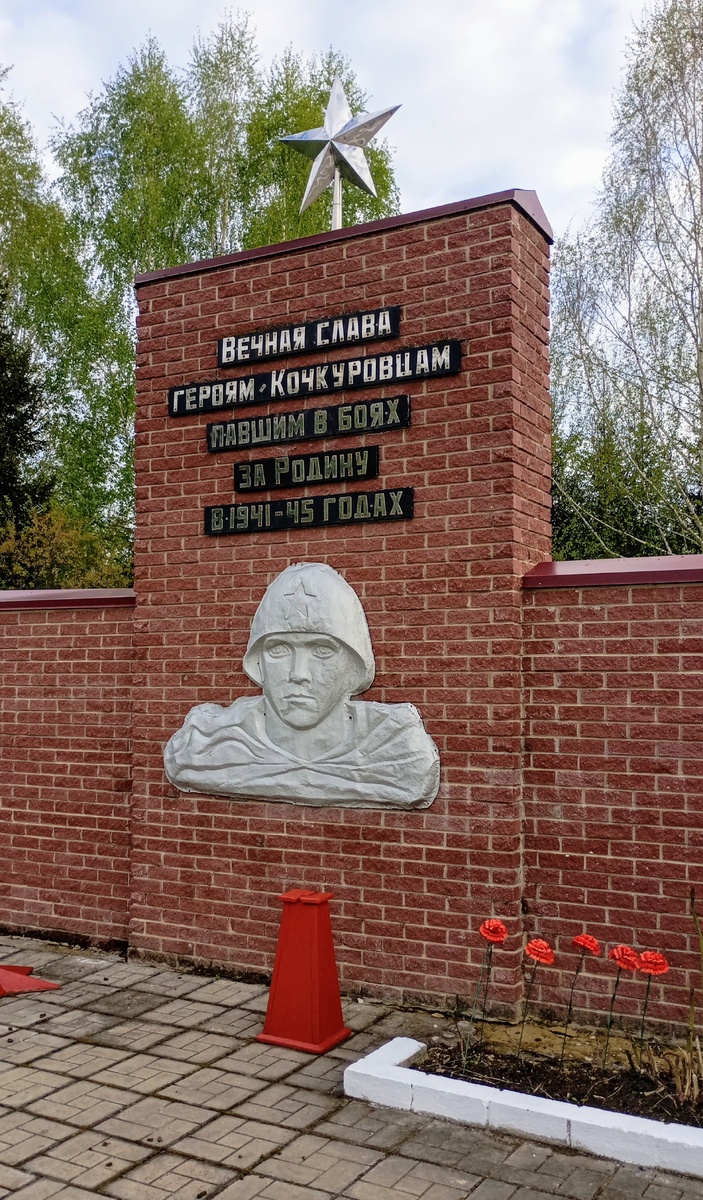 Вечная слава
героям-Кочкуровцам
павшим в боях
за Родину
в•1941-45 годах